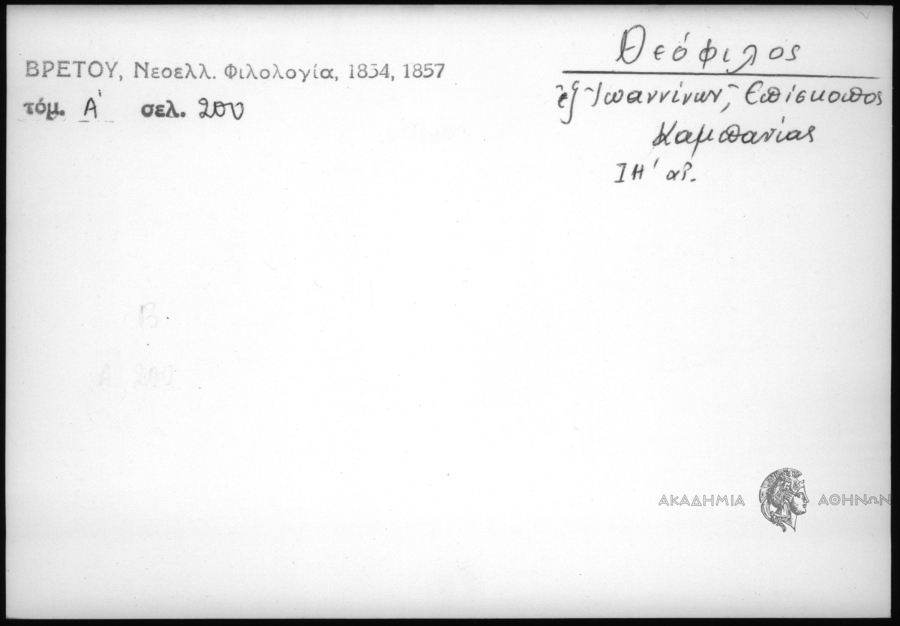 Θεόφιλος
ἐξ Ἰωαννίνων, Ἐπίσκοπος
Καμπανίας
ΙΗ' αἰ.
ΒΡΕΤΟΥ, Νεοελλ. Φιλολογία, 1854, 1857
τόμ. Α' σελ. 200
Β
Α 200
ΑΚΑΔΗΜΙΑ ΑΘΗΝΩΝ